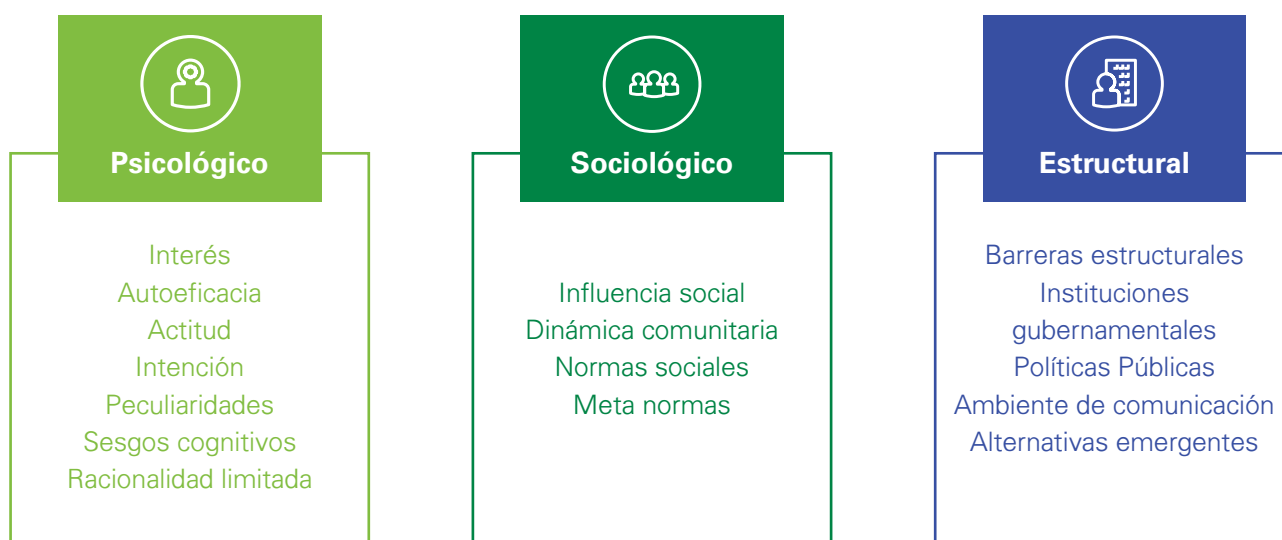 Psicológico
Interés
Autoeficacia
Actitud
Intención
Peculiaridades
Sesgos cognitivos
Racionalidad limitada
Sociológico
Influencia social
Dinámica comunitaria
Normas sociales
Meta normas
Estructural
Barreras estructurales
Instituciones
gubernamentales
Políticas Públicas
Ambiente de comunicación
Alternativas emergentes